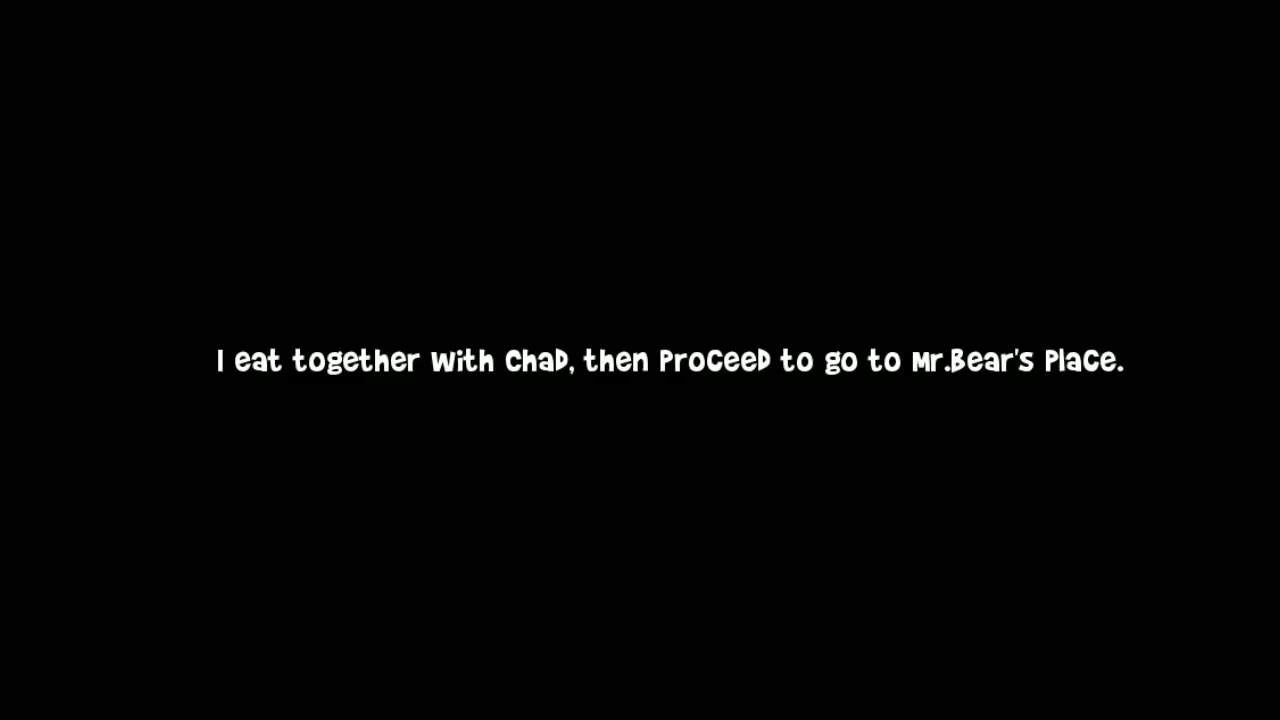 I eat together with Chad, then proceed to go to Mr.Bear's place.